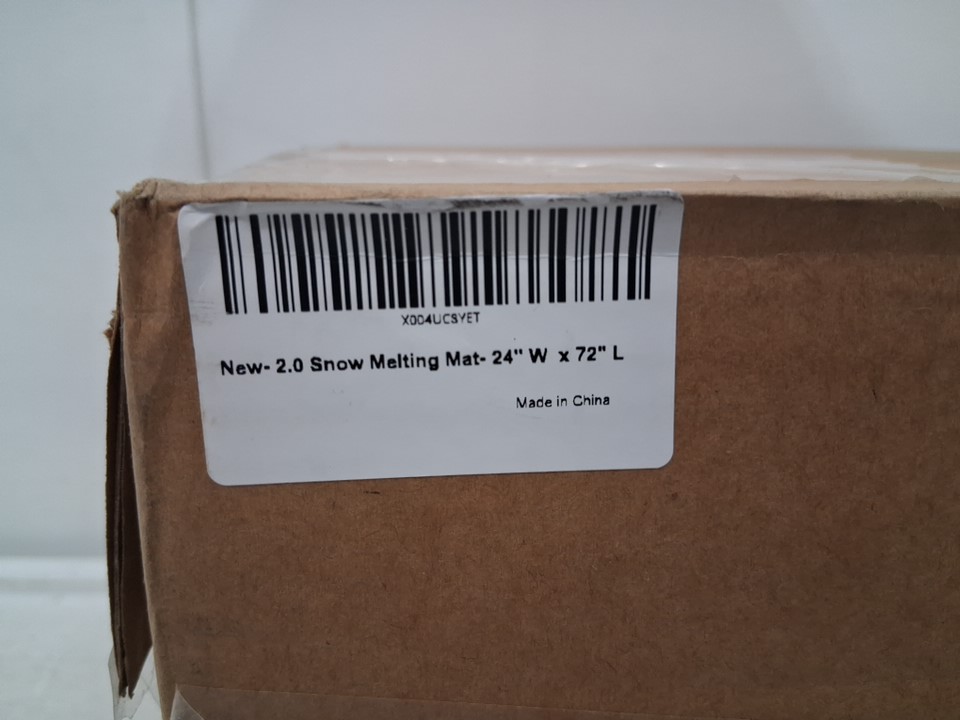 X004UCSYET
New- 2.0 Snow Melting Mat- 24" W x 72" L
Made in China